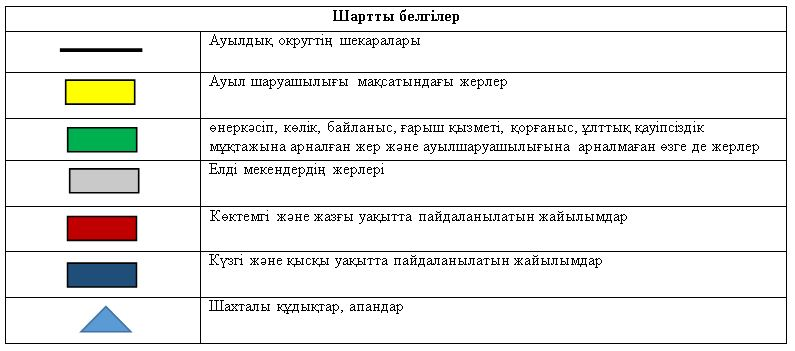 Шартты белгілер
Ауылдық округтің шекаралары
Ауыл шаруашылығы мақсатындағы жерлер
өнеркәсіп, көлік, байланыс, ғарыш қызметі, қорғаныс, ұлттық қауіпсіздік
мұқтажына арналған жер және ауылшаруашылығына арналмаған өзге де жерлер
Елді мекендердің жерлері
Көктемгі және жазғы уақытта пайдаланылатын жайылымдар
Күзгі және қысқы уақытта пайдаланылатын жайылымдар
Шахталы құдықтар, апандар